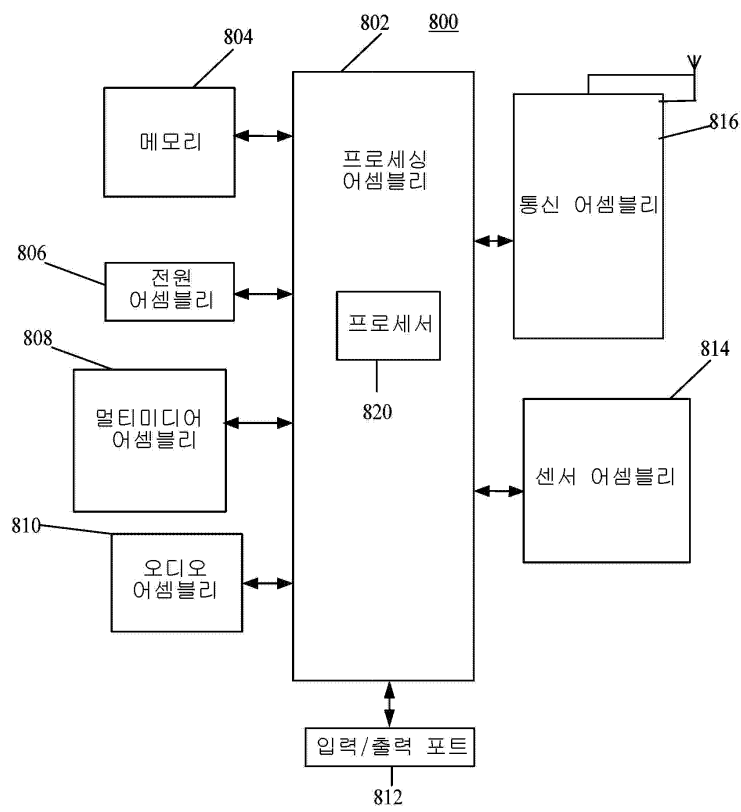 804
802
800
메모리
프로세싱
어셈블리
816
통신 어셈블리
806
전원
어셈블리
프로세서
820
808
멀티미디어
어셈블리
814
센서 어셈블리
810
오디오
어셈블리
입력/출력 포트
812